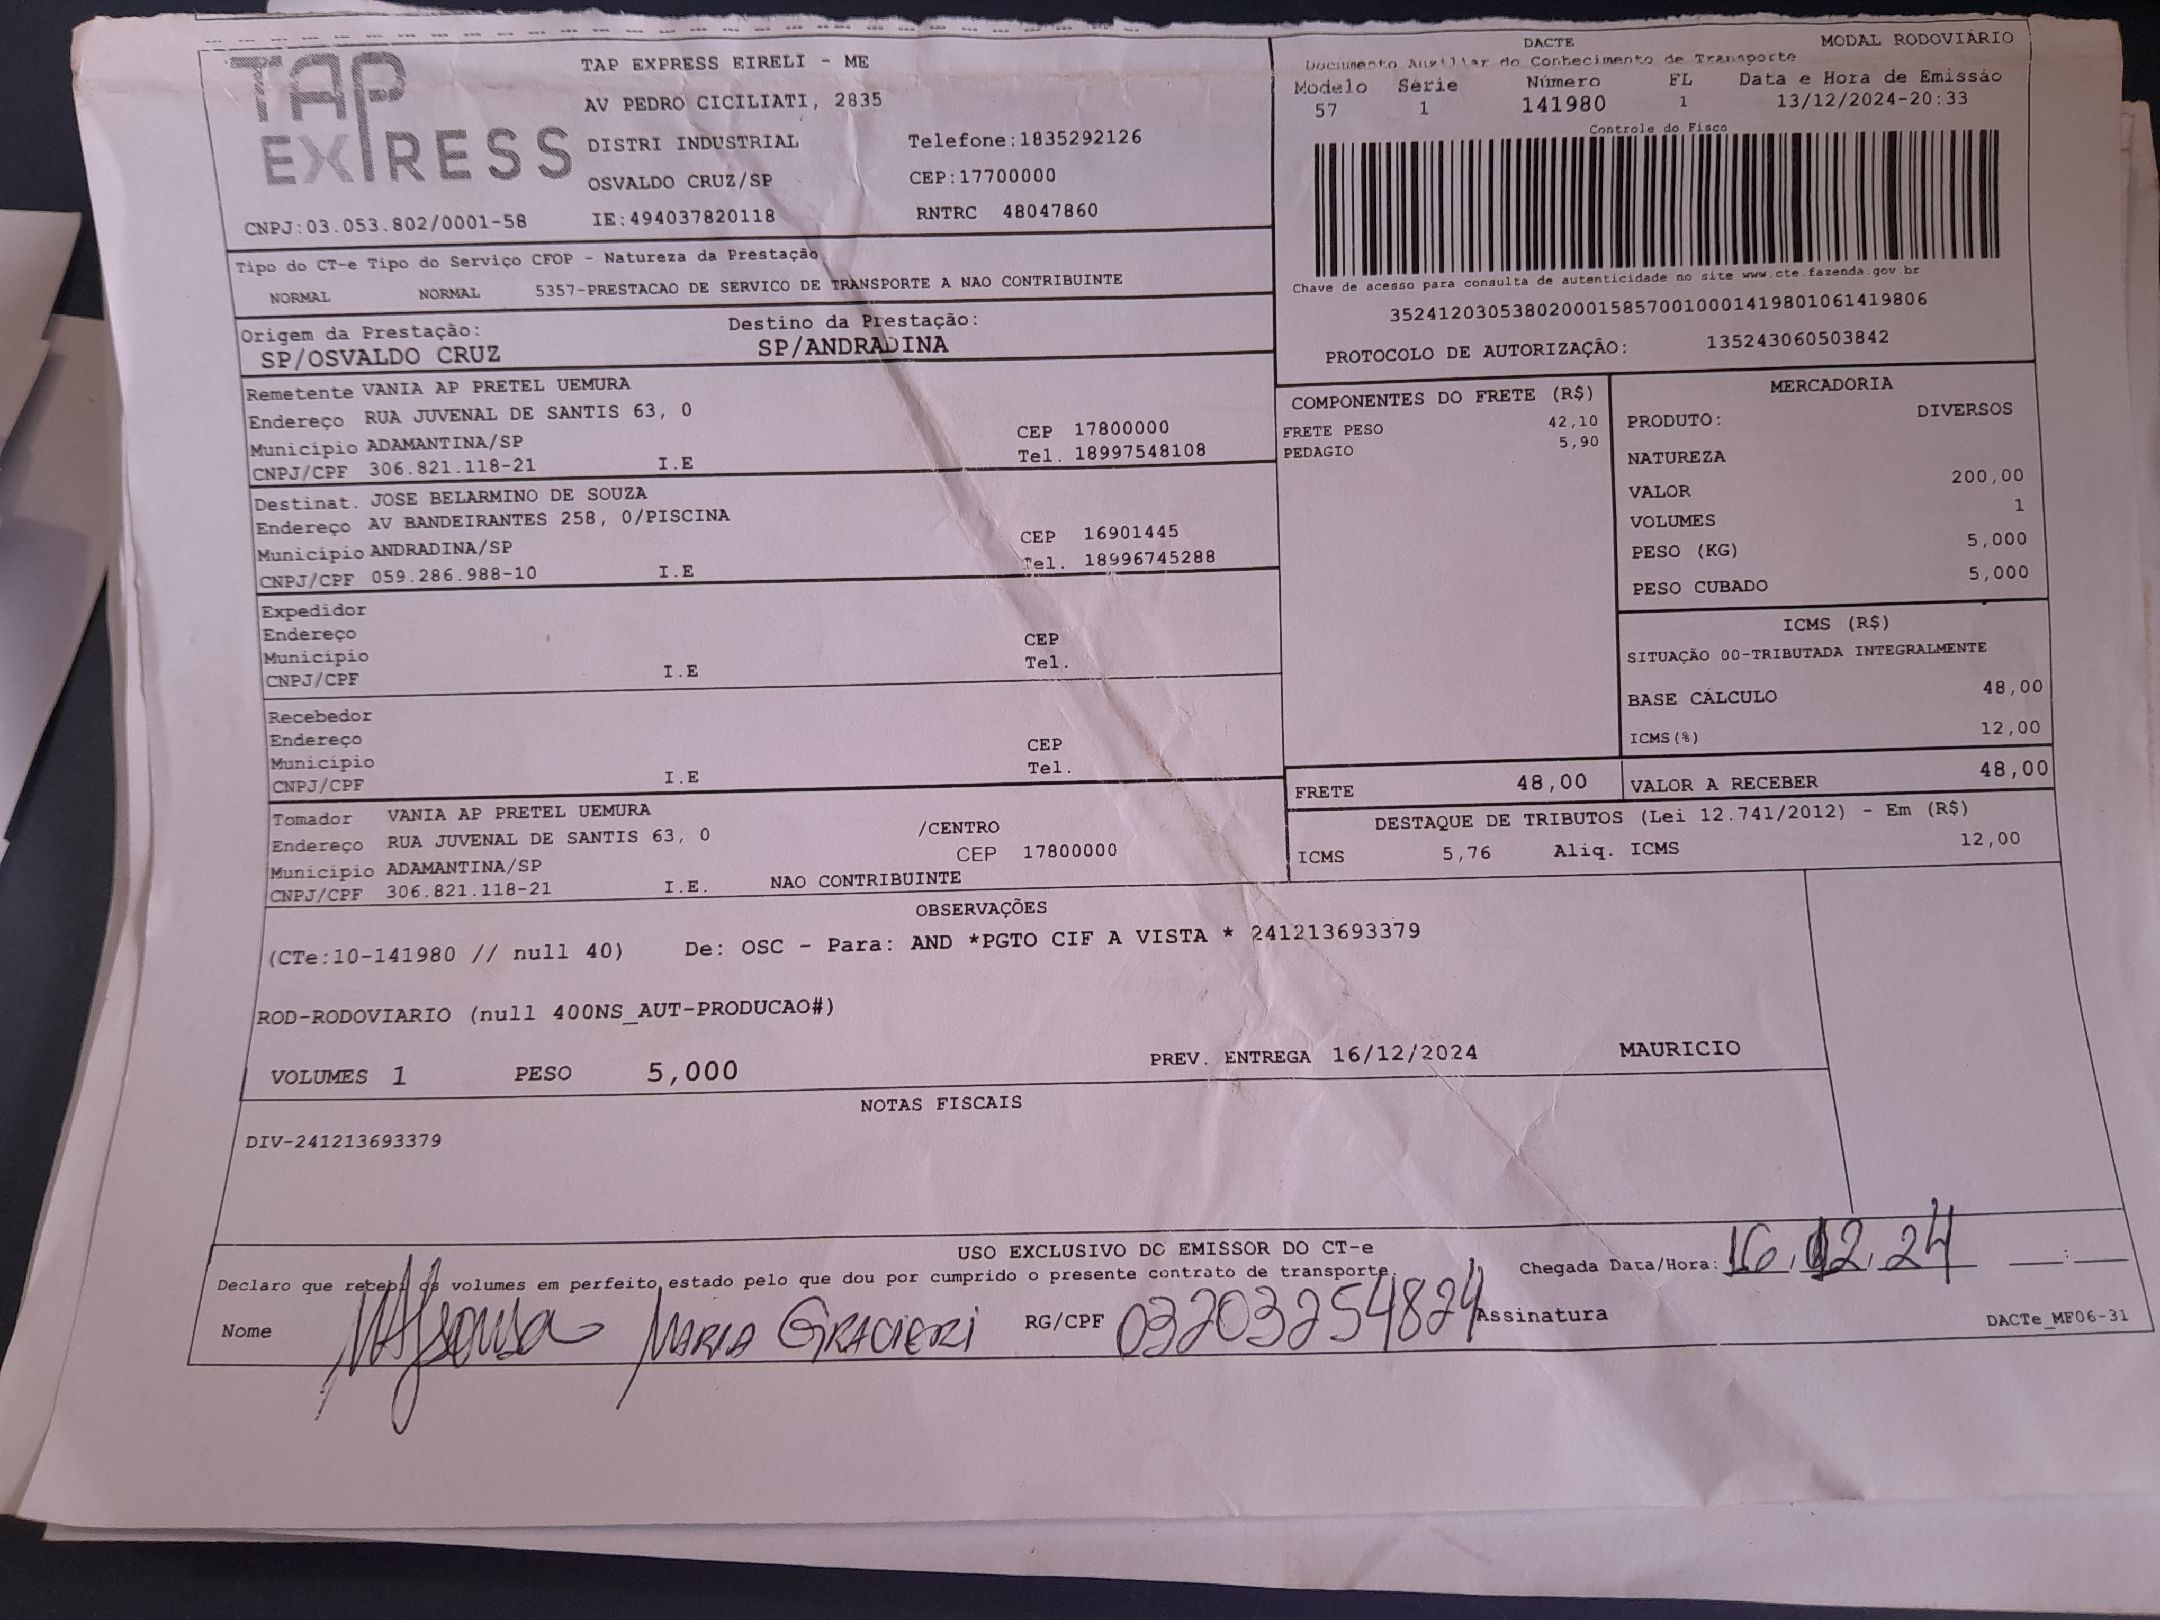 TAP EXPRESS
TAP EXPRESS EIRELI - ME
AV PEDRO CICILIATI, 2835
DISTRI INDUSTRIAL Telefone:1835292126
OSVALDO CRUZ/SP CEP:17700000
CNPJ:03.053.802/0001-58 IE:494037820118 RNTRC 48047860
DACTE MODAL RODOVIÁRIO
Documento Auxiliar do Conhecimento de Transporte
Modelo Série Número FL Data e Hora de Emissão
57 1 141980 1 13/12/2024-20:33
Controle do Fisco
Chave de acesso para consulta de autenticidade no site www.cte.fazenda.gov.br
35241203053802000158570010001419801061419806
PROTOCOLO DE AUTORIZAÇÃO: 135243060503842
Tipo do CT-e Tipo do Serviço CFOP - Natureza da Prestação
NORMAL NORMAL 5357-PRESTACAO DE SERVICO DE TRANSPORTE A NAO CONTRIBUINTE
Origem da Prestação: Destino da Prestação:
SP/OSVALDO CRUZ SP/ANDRADINA
Remetente VANIA AP PRETEL UEMURA
Endereço RUA JUVENAL DE SANTIS 63, 0
Município ADAMANTINA/SP CEP 17800000
CNPJ/CPF 306.821.118-21 I.E Tel. 18997548108
Destinat. JOSE BELARMINO DE SOUZA
Endereço AV BANDEIRANTES 258, 0/PISCINA
Município ANDRADINA/SP CEP 16901445
CNPJ/CPF 059.286.988-10 I.E Tel. 18996745288
Expedidor
Endereço
Município CEP
CNPJ/CPF I.E Tel.
Recebedor
Endereço
Município CEP
CNPJ/CPF I.E Tel.
Tomador VANIA AP PRETEL UEMURA
Endereço RUA JUVENAL DE SANTIS 63, 0 /CENTRO
Município ADAMANTINA/SP CEP 17800000
CNPJ/CPF 306.821.118-21 I.E. NAO CONTRIBUINTE
COMPONENTES DO FRETE (R$)
FRETE PESO 42,10
PEDAGIO 5,90
MERCADORIA
PRODUTO: DIVERSOS
NATUREZA
VALOR 200,00
VOLUMES 1
PESO (KG) 5,000
PESO CUBADO 5,000
ICMS (R$)
SITUAÇÃO 00-TRIBUTADA INTEGRALMENTE
BASE CÁLCULO 48,00
ICMS(%) 12,00
FRETE 48,00 VALOR A RECEBER 48,00
DESTAQUE DE TRIBUTOS (Lei 12.741/2012) - Em (R$)
ICMS 5,76 Aliq. ICMS 12,00
OBSERVAÇÕES
(CTe:10-141980 // null 40) De: OSC - Para: AND *PGTO CIF A VISTA * 241213693379
ROD-RODOVIARIO (null 400NS_AUT-PRODUCAO#)
VOLUMES 1 PESO 5,000 PREV. ENTREGA 16/12/2024 MAURICIO
NOTAS FISCAIS
DIV-241213693379
USO EXCLUSIVO DO EMISSOR DO CT-e
Declaro que recebi os volumes em perfeito estado pelo que dou por cumprido o presente contrato de transporte. Chegada Data/Hora: 16.12.24 __:__
Nome MARIA GRACIERI RG/CPF 03203254824 Assinatura DACTe_MF06-31